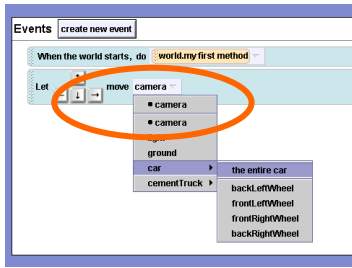 Events create new event
When the world starts, do world.my first method
Let ↑ ← ↓ → move camera
• camera
• camera
light
ground
car
the entire car
cementTruck
backLeftWheel
frontLeftWheel
frontRightWheel
backRightWheel